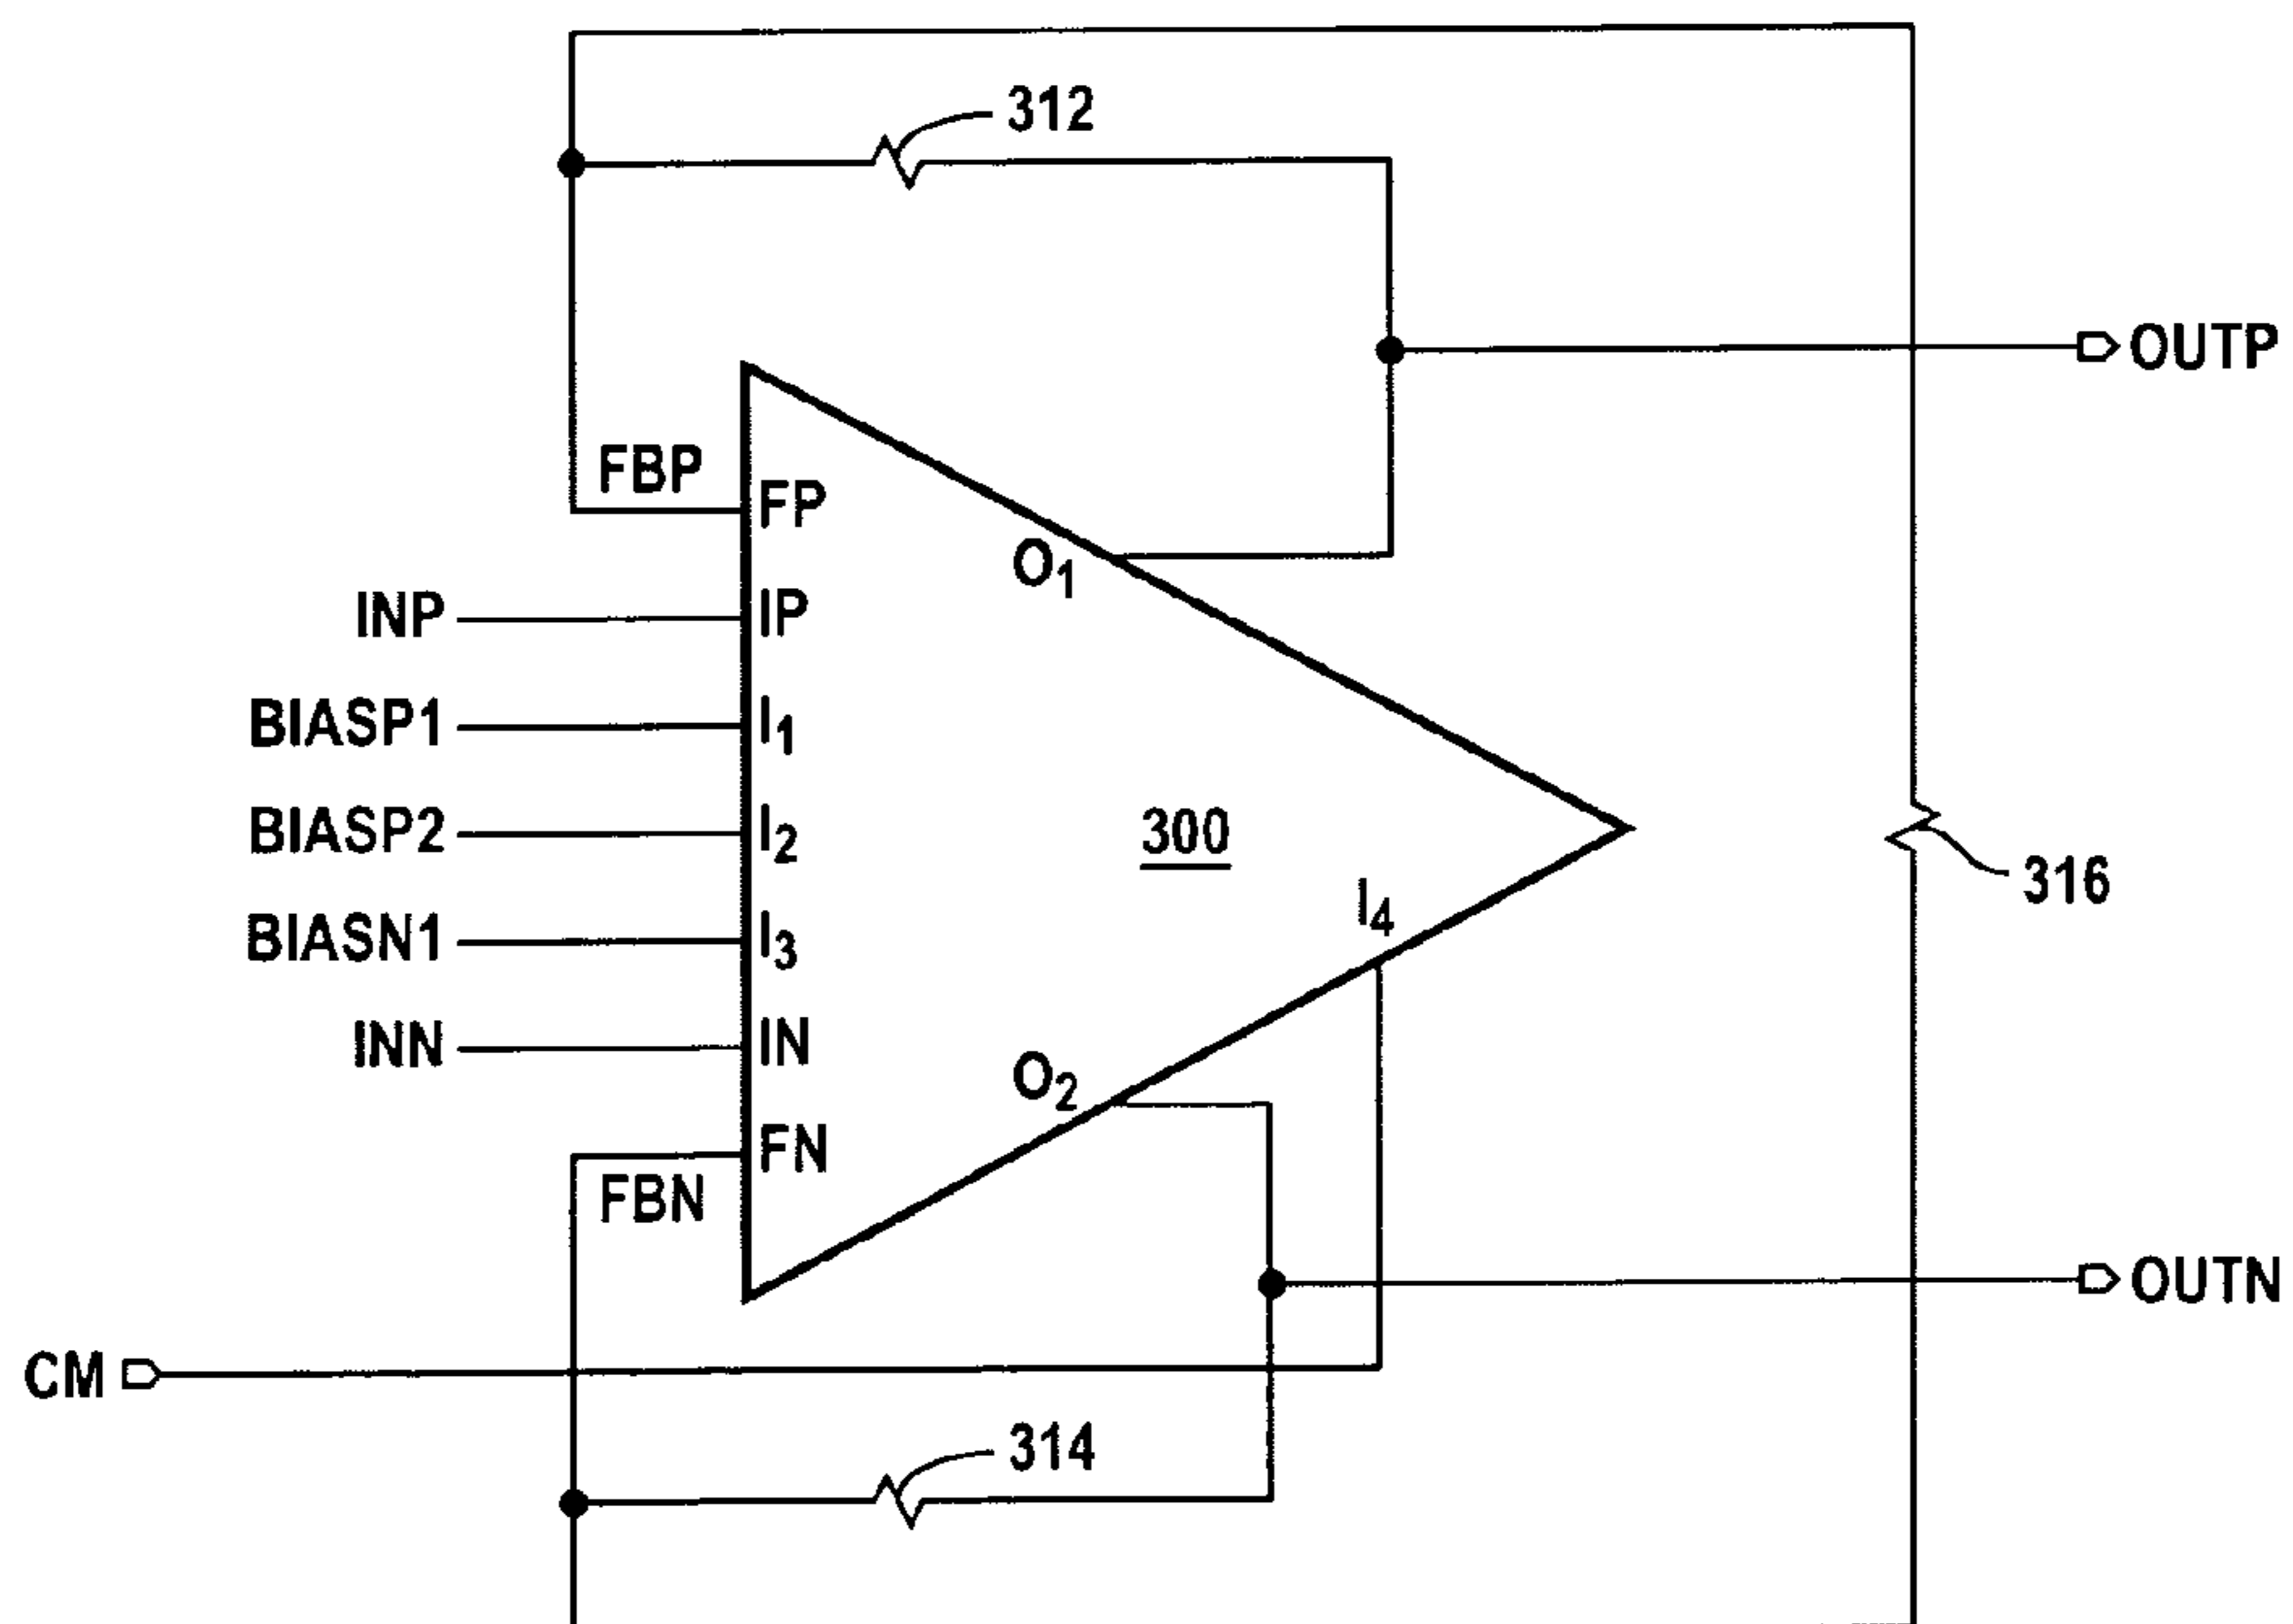 312
OUTP
FBP
FP
O₁
INP
IP
BIASP1
I₁
BIASP2
I₂
300
316
I₄
BIASN1
I₃
INN
IN
O₂
FN
FBN
OUTN
CM
314